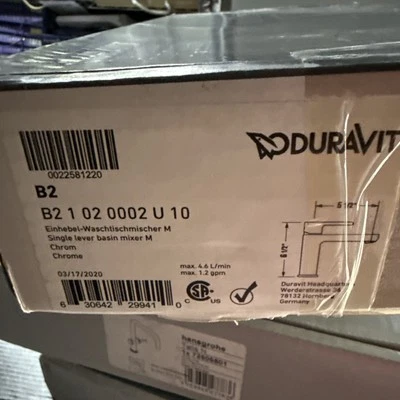 DURAVIT
0022581220
B2
B2 1 02 0002 U 10
Einhebel-Waschtischmischer M
Single lever basin mixer M
Chrom
Chrome
03/17/2020
max. 4.6 L/min
max. 1.2 gpm
5 1/2"
6 1/2"
6 30642 29941 0
C US
Duravit Headquarters
Werderstrasse 36
78132 Hornberg
Germany
hansgrohe